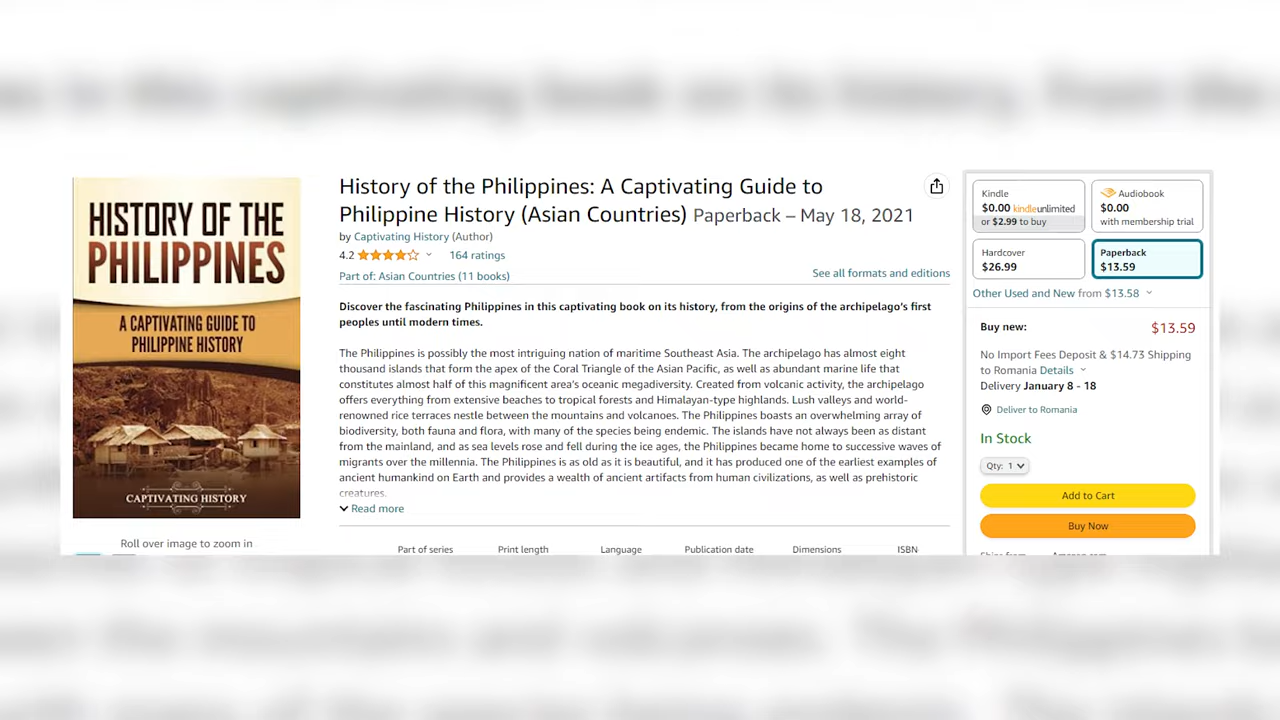 HISTORY OF THE
PHILIPPINES
A CAPTIVATING GUIDE TO
PHILIPPINE HISTORY
CAPTIVATING HISTORY
Roll over image to zoom in
History of the Philippines: A Captivating Guide to
Philippine History (Asian Countries) Paperback – May 18, 2021
by Captivating History (Author)
4.2 164 ratings
Part of: Asian Countries (11 books)
See all formats and editions
Discover the fascinating Philippines in this captivating book on its history, from the origins of the archipelago's first
peoples until modern times.
The Philippines is possibly the most intriguing nation of maritime Southeast Asia. The archipelago has almost eight
thousand islands that form the apex of the Coral Triangle of the Asian Pacific, as well as abundant marine life that
constitutes almost half of this magnificent area's oceanic megadiversity. Created from volcanic activity, the archipelago
offers everything from extensive beaches to tropical forests and Himalayan-type highlands. Lush valleys and world-
renowned rice terraces nestle between the mountains and volcanoes. The Philippines boasts an overwhelming array of
biodiversity, both fauna and flora, with many of the species being endemic. The islands have not always been as distant
from the mainland, and as sea levels rose and fell during the ice ages, the Philippines became home to successive waves of
migrants over the millennia. The Philippines is as old as it is beautiful, and it has produced one of the earliest examples of
ancient humankind on Earth and provides a wealth of ancient artifacts from human civilizations, as well as prehistoric
creatures.
Read more
Part of series Print length Language Publication date Dimensions ISBN
Kindle
$0.00 kindleunlimited
or $2.99 to buy
Audiobook
$0.00
with membership trial
Hardcover
$26.99
Paperback
$13.59
Other Used and New from $13.58
Buy new: $13.59
No Import Fees Deposit & $14.73 Shipping
to Romania Details
Delivery January 8 - 18
Deliver to Romania
In Stock
Qty: 1
Add to Cart
Buy Now